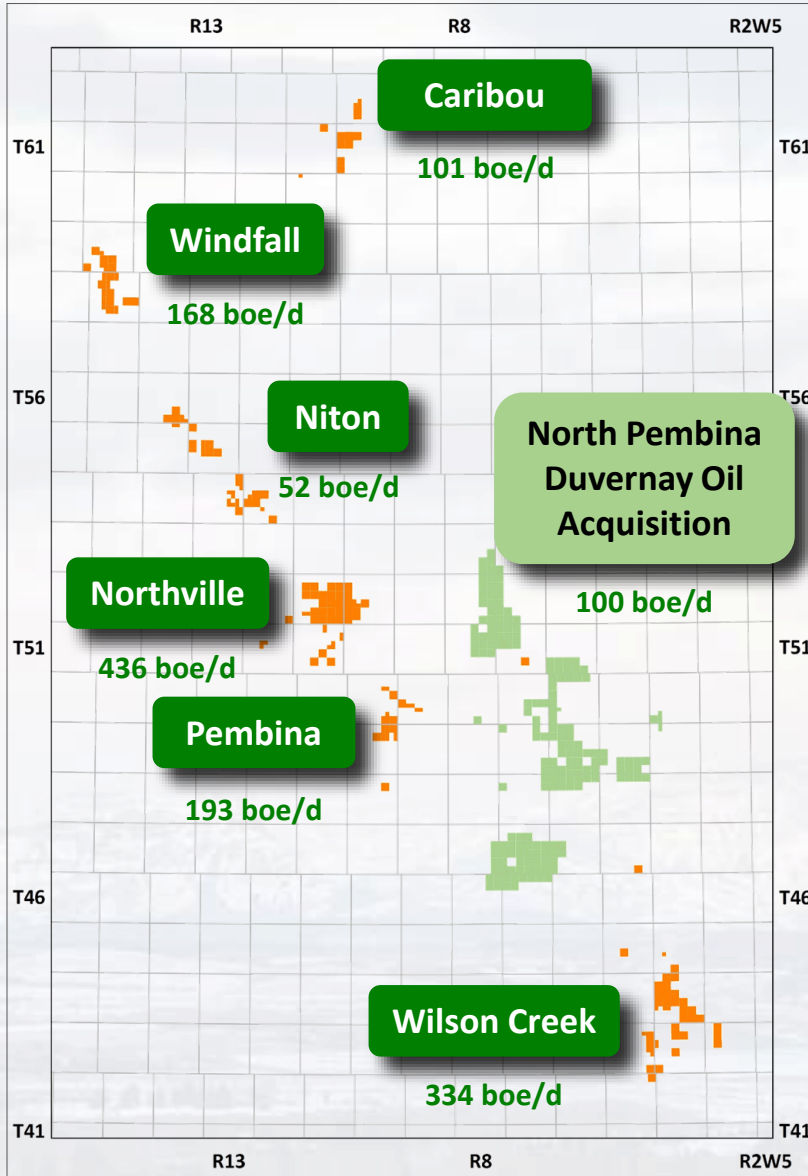 R13 R8 R2W5
Caribou
T61 T61
101 boe/d
Windfall
168 boe/d
T56 T56
Niton
52 boe/d
North Pembina
Duvernay Oil
Acquisition
100 boe/d
Northville
T51 T51
436 boe/d
Pembina
193 boe/d
T46 T46
Wilson Creek
334 boe/d
T41 T41
R13 R8 R2W5